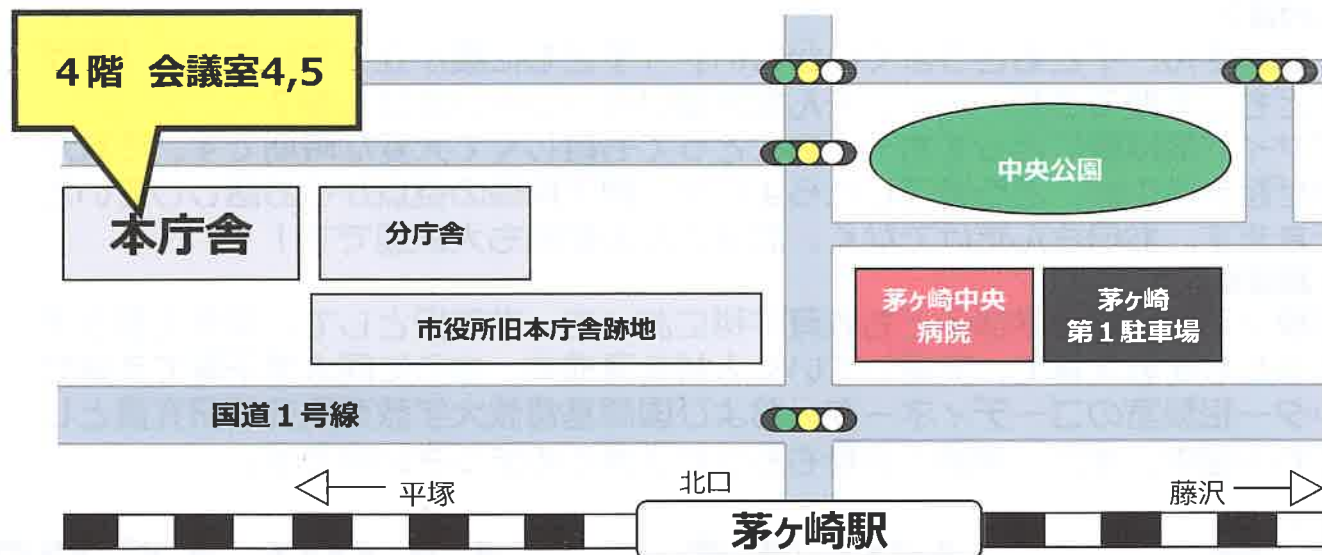 4階 会議室4,5
中央公園
本庁舎
分庁舎
市役所旧本庁舎跡地
茅ヶ崎中央
病院
茅ヶ崎
第1駐車場
国道1号線
平塚
北口
藤沢
茅ヶ崎駅